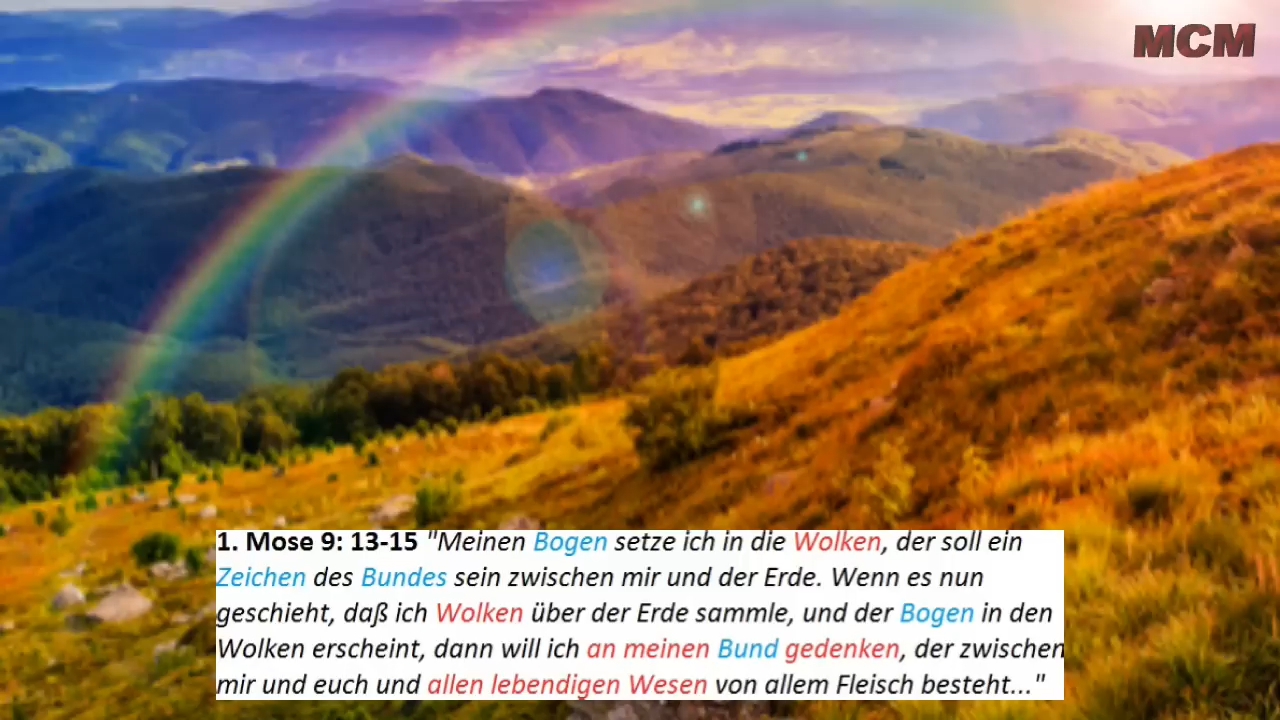 MCM
1. Mose 9: 13-15 "Meinen Bogen setze ich in die Wolken, der soll ein
Zeichen des Bundes sein zwischen mir und der Erde. Wenn es nun
geschieht, daß ich Wolken über der Erde sammle, und der Bogen in den
Wolken erscheint, dann will ich an meinen Bund gedenken, der zwischen
mir und euch und allen lebendigen Wesen von allem Fleisch besteht..."